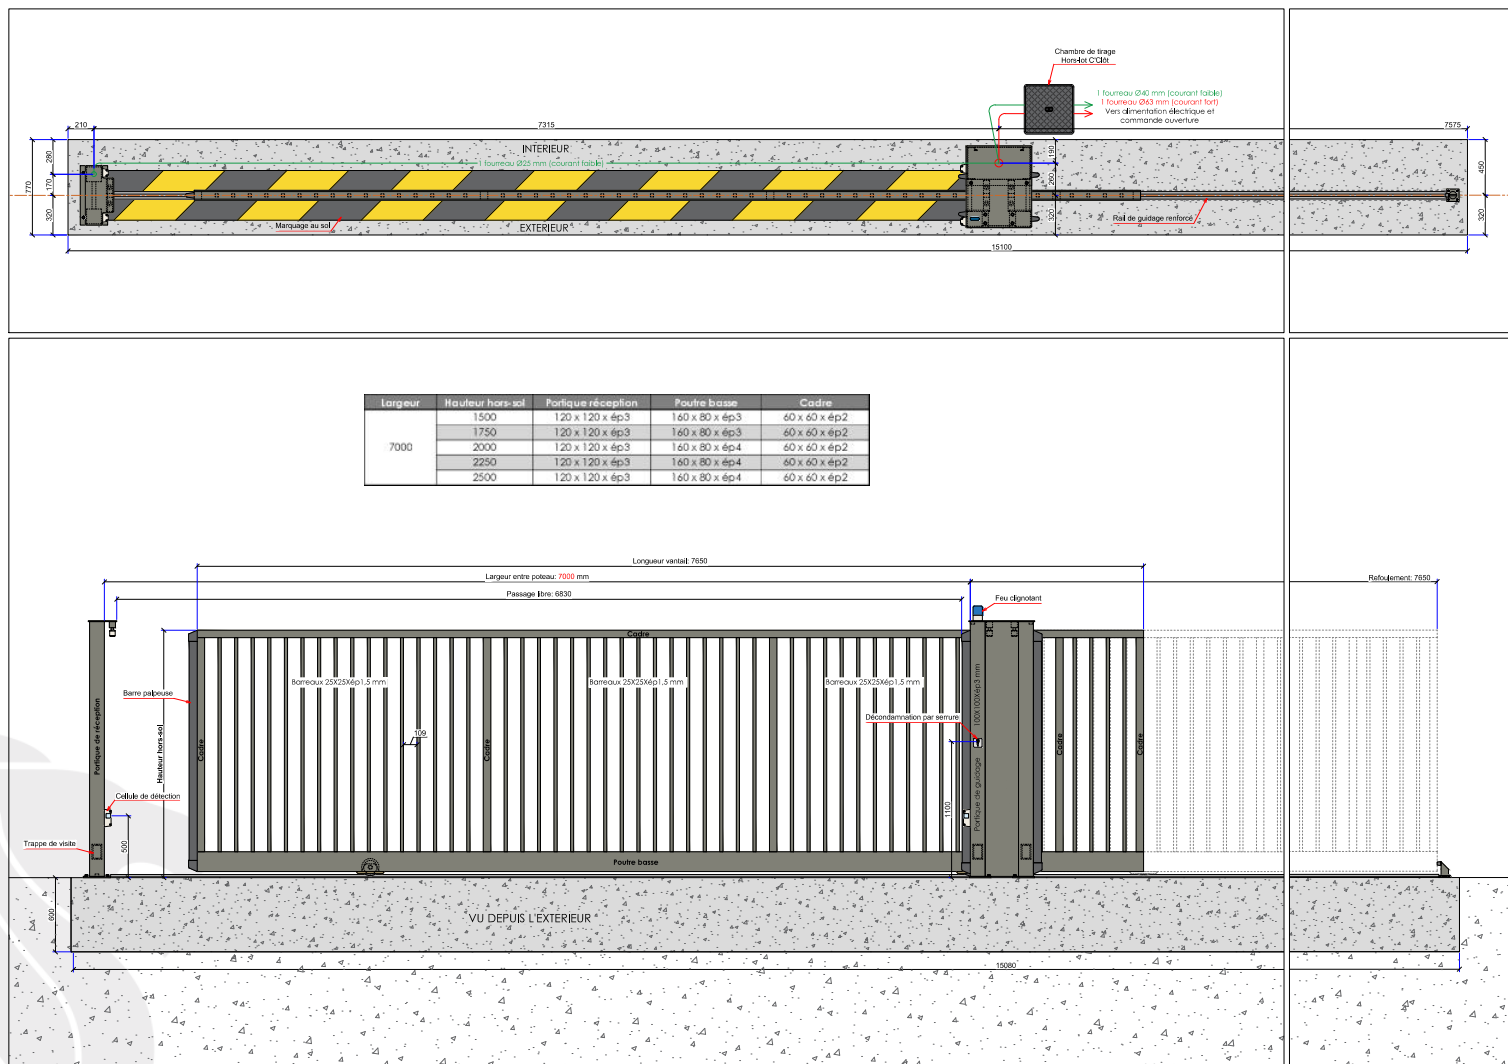 Chambre de tirage
Hors-lot C'Clôt
1 fourreau Ø40 mm (courant faible)
1 fourreau Ø63 mm (courant fort)
Vers alimentation électrique et
commande ouverture
210
7315
7575
INTERIEUR
1 fourreau Ø25 mm (courant faible)
280
170
320
770
190
260
320
450
320
Marquage au sol
EXTERIEUR
Rail de guidage renforcé
15100
Largeur Hauteur hors-sol Portique réception Poutre basse Cadre
7000
1500 120 x 120 x ép3 160 x 80 x ép3 60 x 60 x ép2
1750 120 x 120 x ép3 160 x 80 x ép3 60 x 60 x ép2
2000 120 x 120 x ép3 160 x 80 x ép4 60 x 60 x ép2
2250 120 x 120 x ép3 160 x 80 x ép4 60 x 60 x ép2
2500 120 x 120 x ép3 160 x 80 x ép4 60 x 60 x ép2
Longueur vantail: 7650
Largeur entre poteau: 7000 mm
Refoulement: 7650
Passage libre: 6830
Feu clignotant
Cadre
Barreaux 25X25Xép1,5 mm
Barreaux 25X25Xép1,5 mm
Barreaux 25X25Xép1,5 mm
Barre palpeuse
Portique de réception
Hauteur hors-sol
Cadre
109
Cadre
Décondamnation par serrure
100X100Xép3 mm
Portique de guidage
Cadre
Cadre
Cellule de détection
1100
500
Trappe de visite
Poutre basse
600
VU DEPUIS L'EXTERIEUR
15080